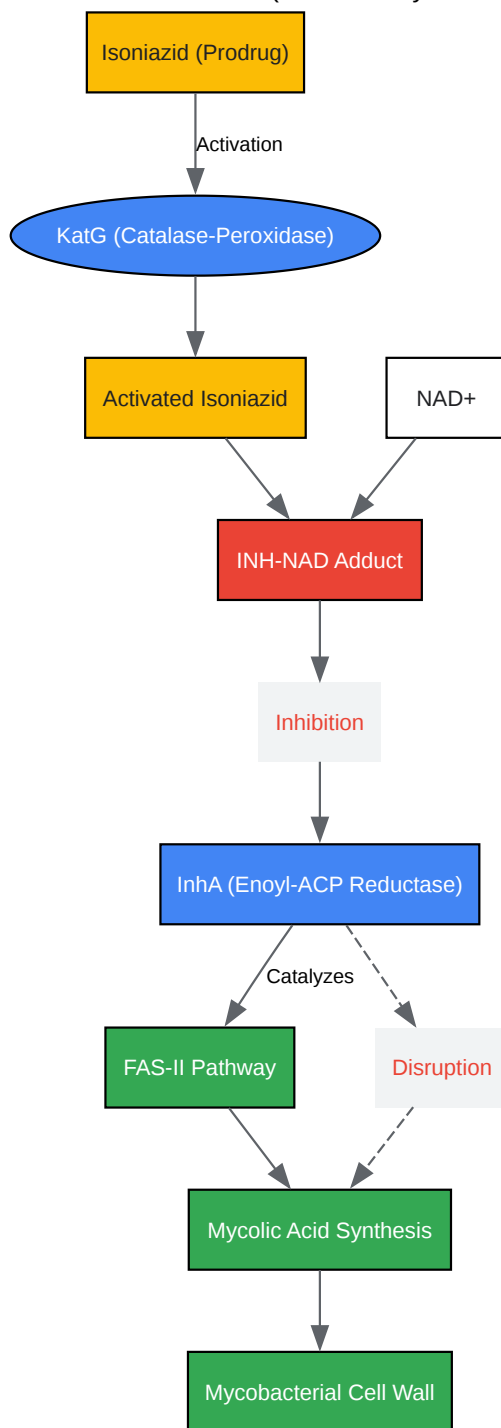 Isoniazid (Prodrug)
Activation
KatG (Catalase-Peroxidase)
Activated Isoniazid
NAD+
INH-NAD Adduct
Inhibition
InhA (Enoyl-ACP Reductase)
Catalyzes
FAS-II Pathway
Disruption
Mycolic Acid Synthesis
Mycobacterial Cell Wall